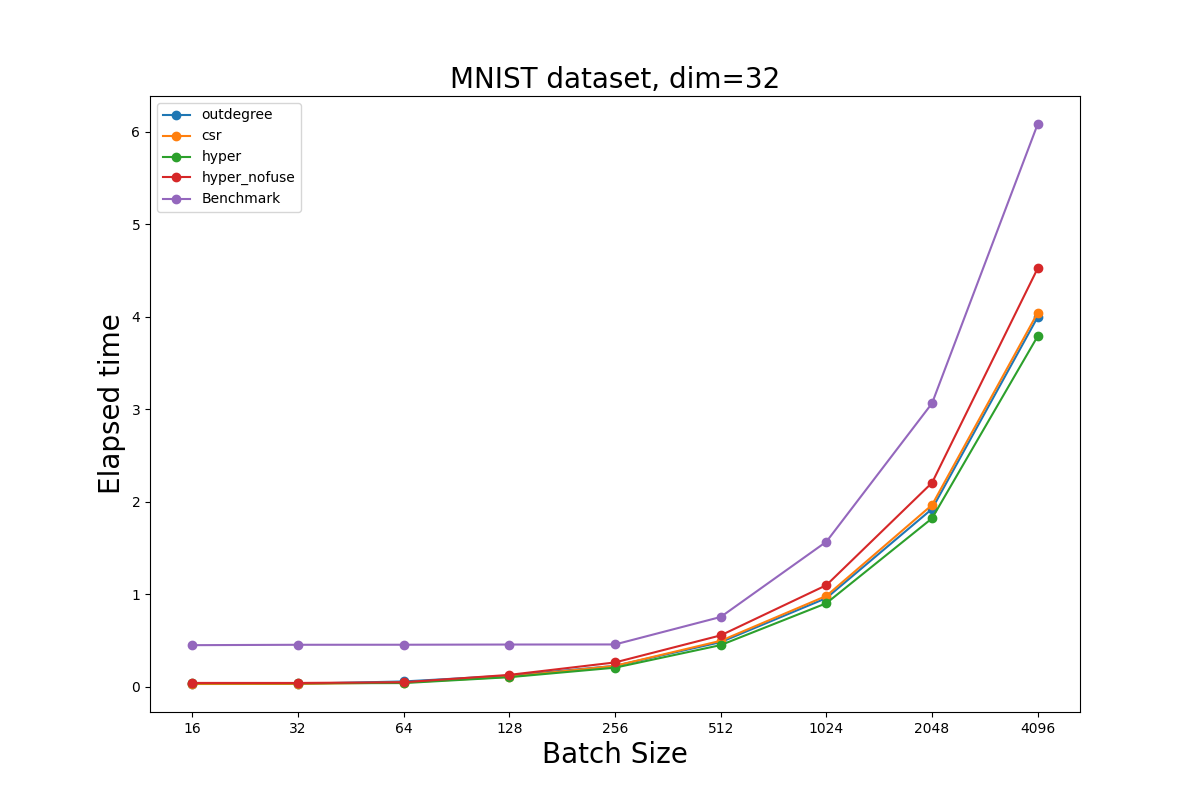 MNIST dataset, dim=32
outdegree
csr
hyper
hyper_nofuse
Benchmark
Elapsed time
6
5
4
3
2
1
0
16 32 64 128 256 512 1024 2048 4096
Batch Size